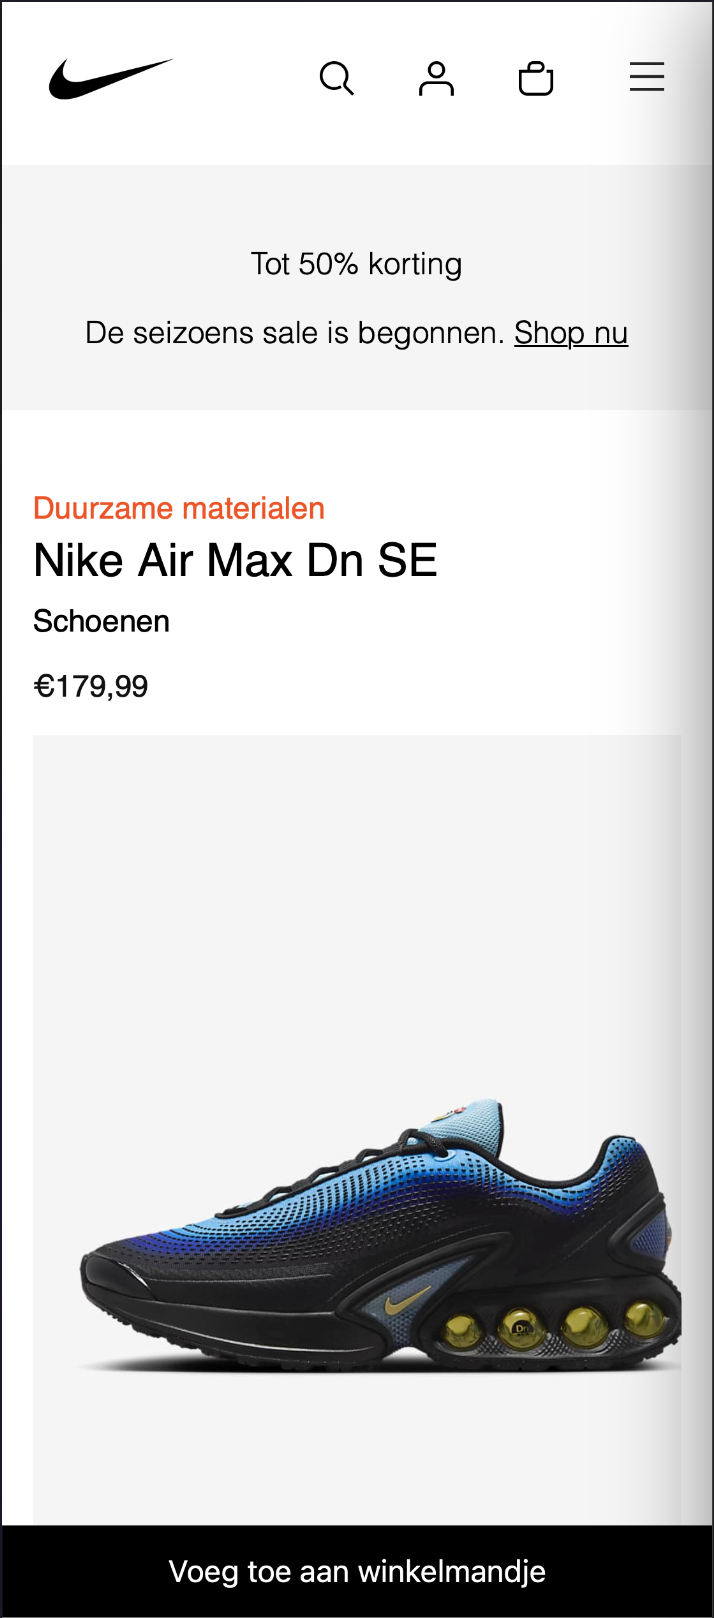 Tot 50% korting
De seizoens sale is begonnen. Shop nu
Duurzame materialen
Nike Air Max Dn SE
Schoenen
€179,99
Dn
Voeg toe aan winkelmandje